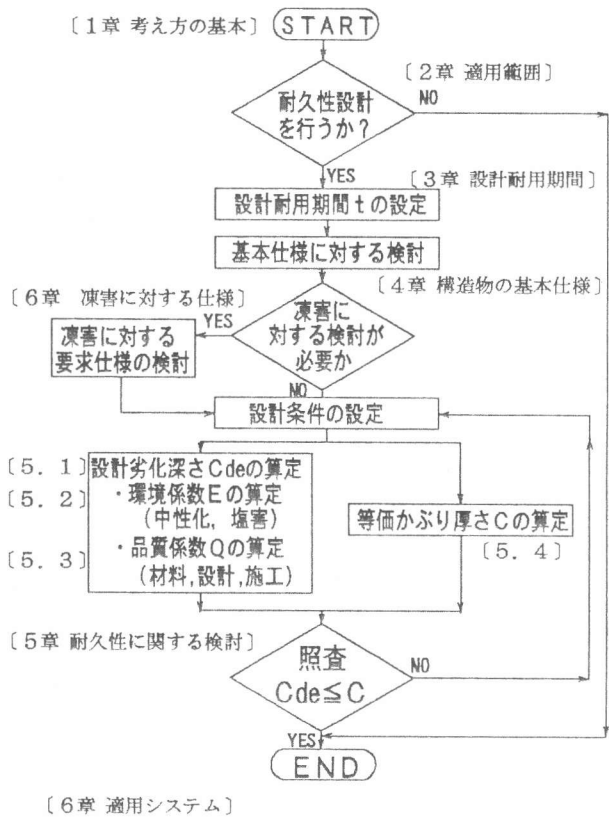 〔1章 考え方の基本〕
START
〔2章 適用範囲〕
耐久性設計
を行うか？
NO
YES
〔3章 設計耐用期間〕
設計耐用期間ｔの設定
基本仕様に対する検討
〔4章 構造物の基本仕様〕
〔6章 凍害に対する仕様〕
YES
凍害に
対する検討が
必要か
凍害に対する
要求仕様の検討
NO
設計条件の設定
〔5．1〕
設計劣化深さCdeの算定
〔5．2〕
・環境係数Eの算定
(中性化，塩害)
〔5．3〕
・品質係数Qの算定
(材料,設計,施工)
等価かぶり厚さCの算定
〔5．4〕
〔5章 耐久性に関する検討〕
照査
Cde≦C
NO
YES
END
〔6章 適用システム〕